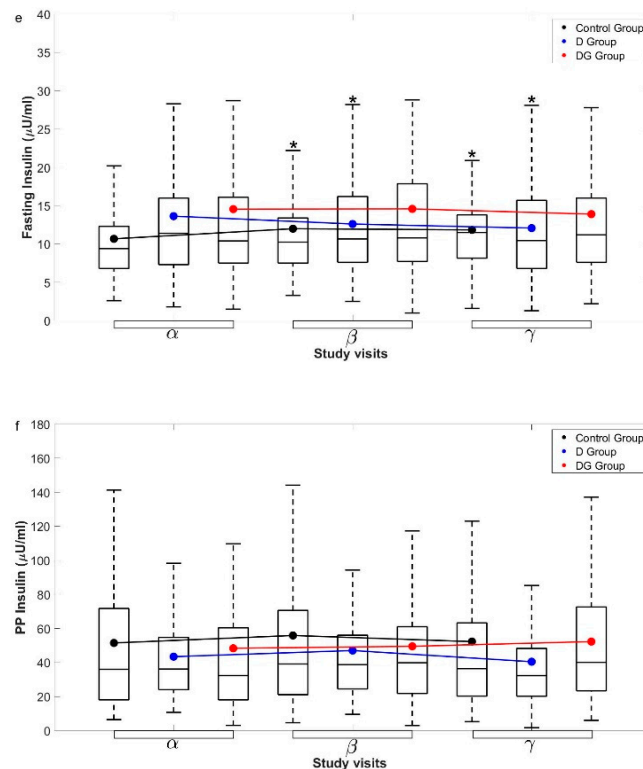 e
Control Group
D Group
DG Group
Fasting Insulin (μU/ml)
40
35
30
25
20
15
10
5
0
* * * *
α β γ
Study visits
f
Control Group
D Group
DG Group
PP Insulin (μU/ml)
180
160
140
120
100
80
60
40
20
0
α β γ
Study visits